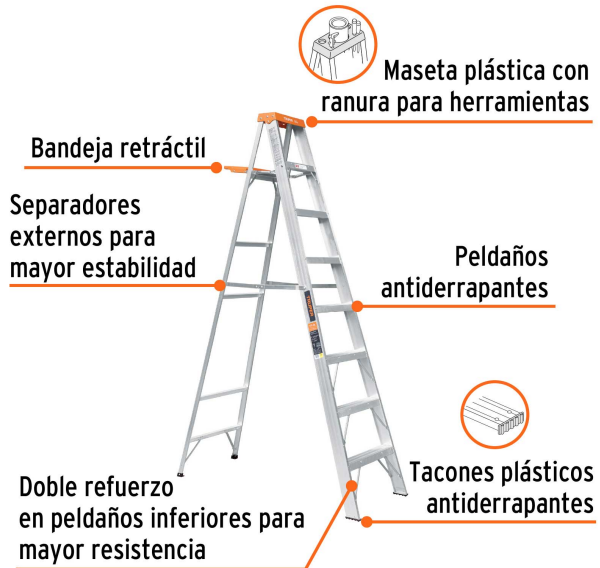 Maseta plástica con
ranura para herramientas
Bandeja retráctil
Separadores
externos para
mayor estabilidad
Peldaños
antiderrapantes
Tacones plásticos
antiderrapantes
Doble refuerzo
en peldaños inferiores para
mayor resistencia